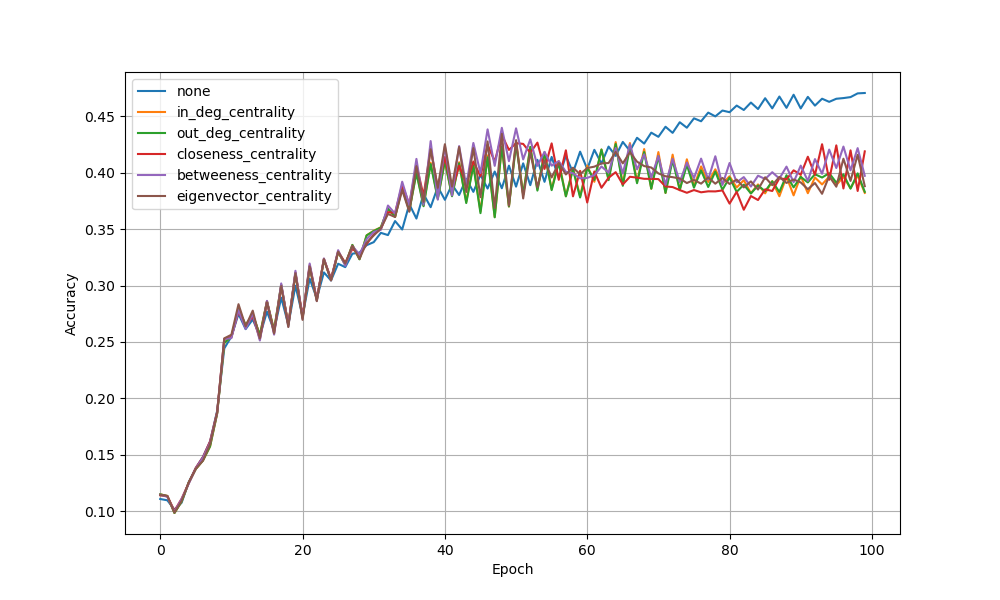 none
in_deg_centrality
out_deg_centrality
closeness_centrality
betweeness_centrality
eigenvector_centrality
0.45
0.40
0.35
0.30
0.25
0.20
0.15
0.10
Accuracy
0 20 40 60 80 100
Epoch